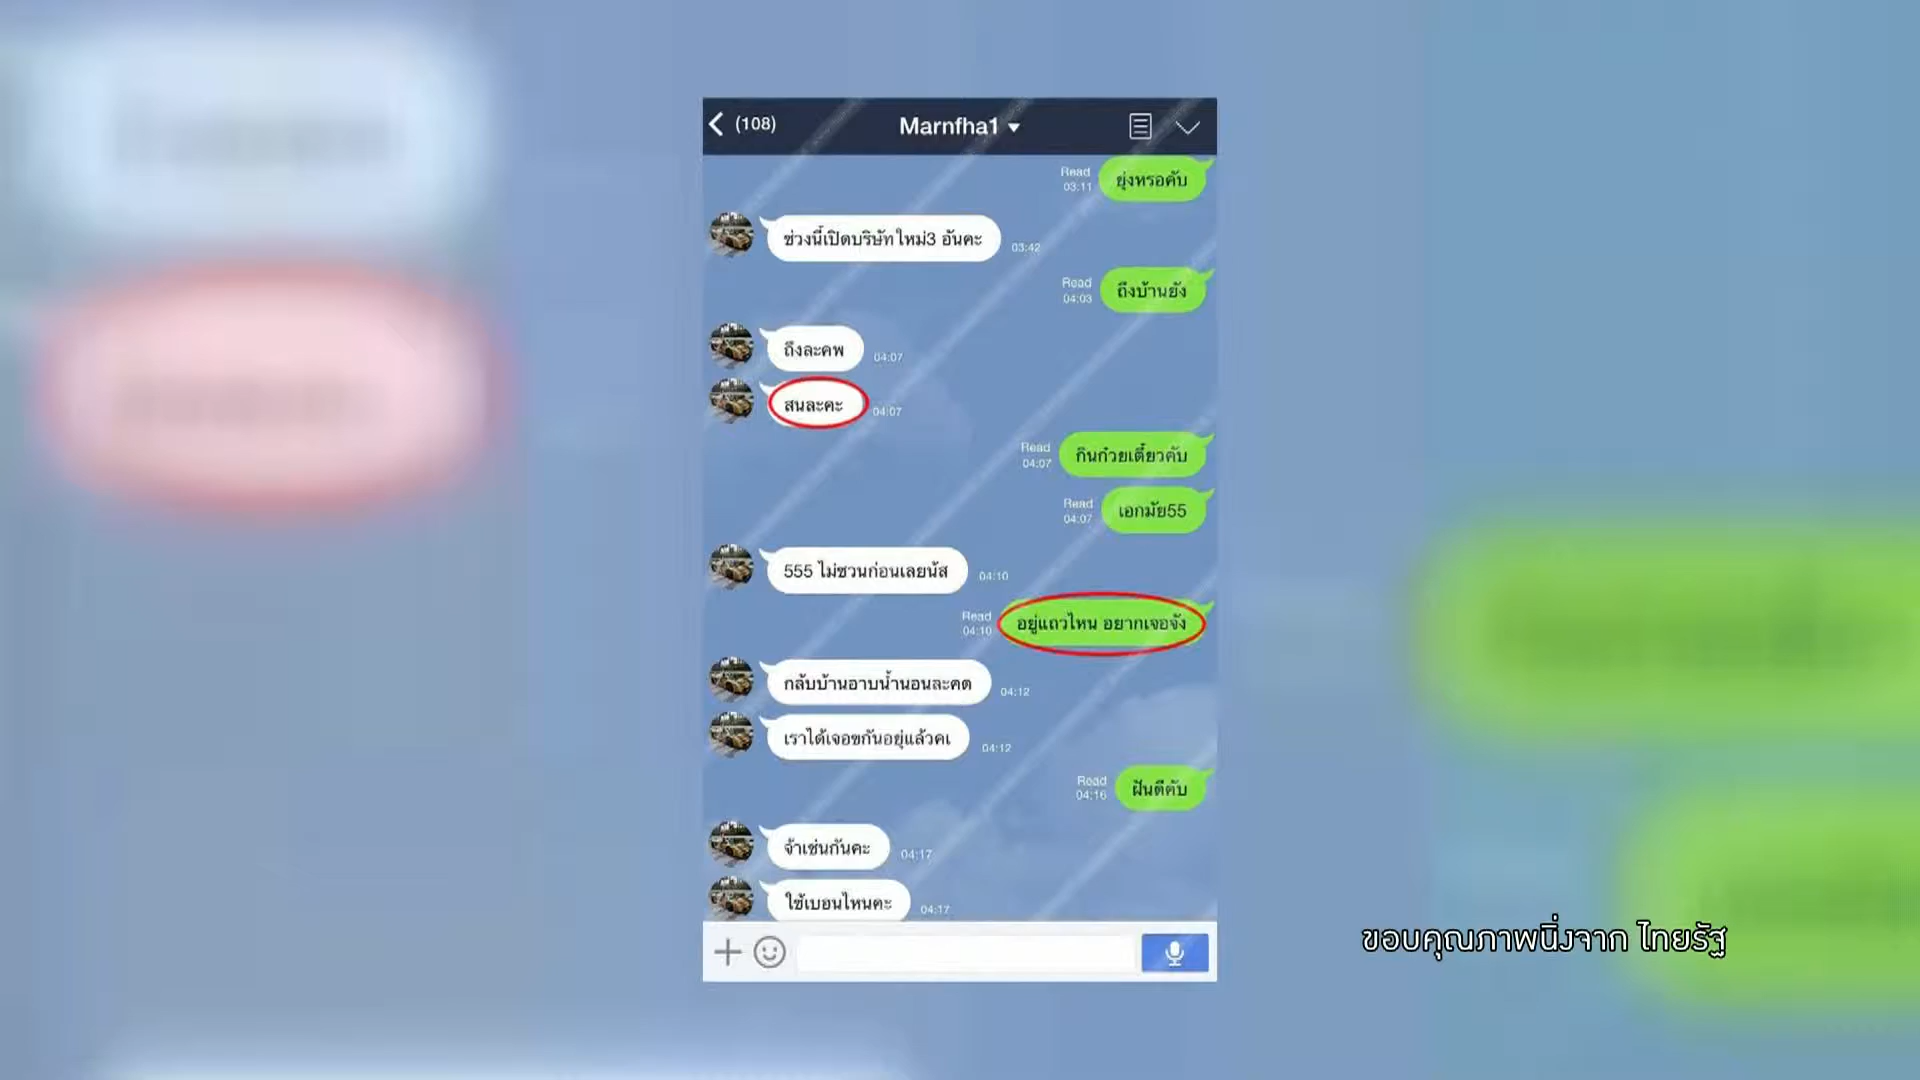 (108)
Marnfha1
Read
03:11
ยุ่งหรอคับ
ช่วงนี้เปิดบริษัทใหม่3 อันคะ
03:42
Read
04:03
ถึงบ้านยัง
ถึงละคพ
04:07
สนละคะ
04:07
Read
04:07
กินก๋วยเตี๋ยวคับ
Read
04:07
เอกมัย55
555 ไม่ชวนก่อนเลยนัส
04:10
Read
04:10
อยู่แถวไหน อยากเจอจัง
กลับบ้านอาบน้ำนอนละคต
04:12
เราได้เจอขกันอยู่แล้วคเ
04:12
Read
04:16
ฝันดีคับ
จ้าเช่นกันคะ
04:17
ใช้เบอนไหนคะ
04:17
ขอบคุณภาพนิ่งจาก ไทยรัฐ